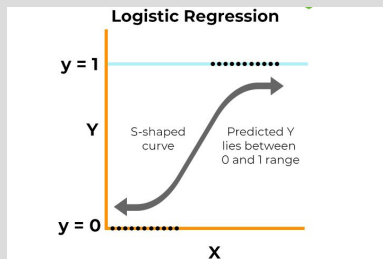 Logistic Regression
y = 1
Y
S-shaped
curve
Predicted Y
lies between
0 and 1 range
y = 0
X